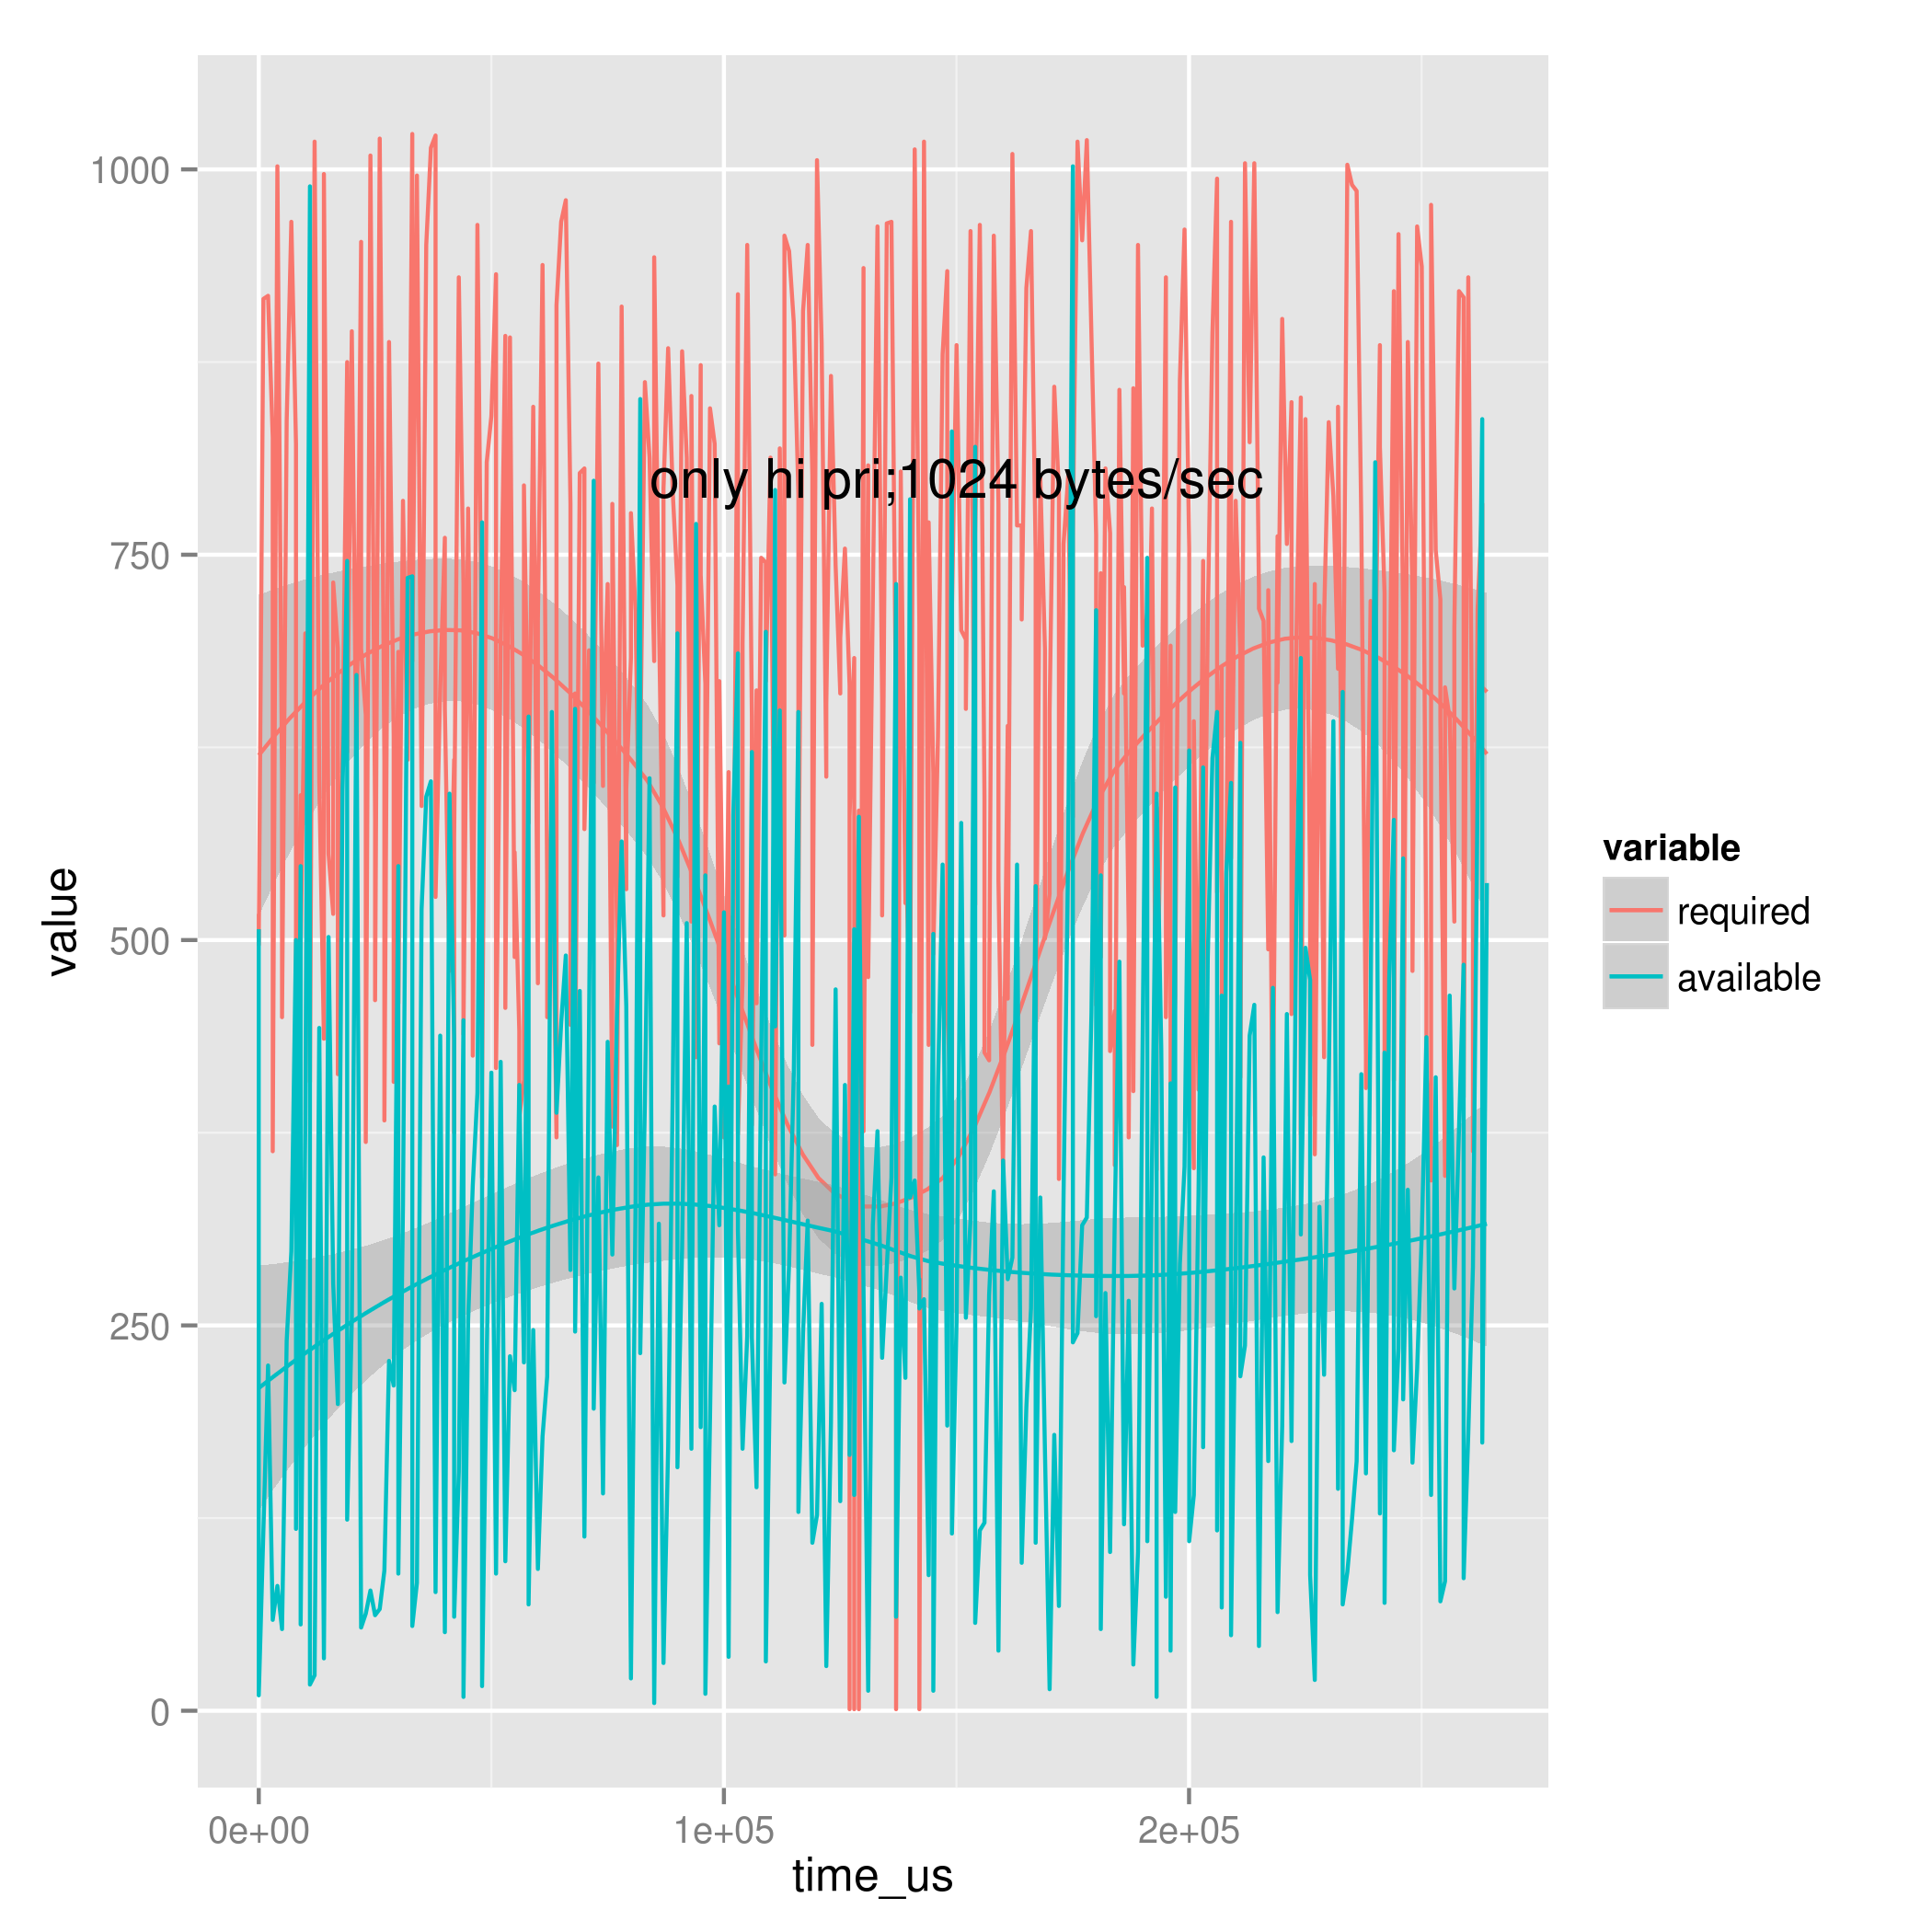 only hi pri;1024 bytes/sec
1000
750
500
250
0
value
0e+00
1e+05
2e+05
time_us
variable
required
available